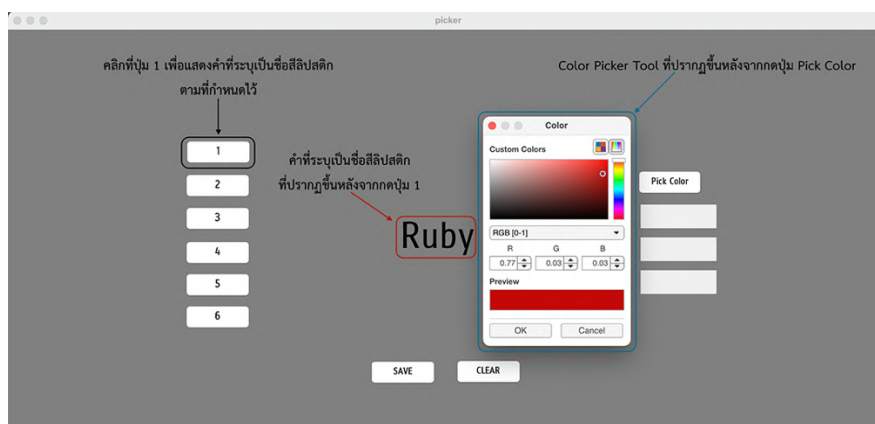 picker
คลิกที่ปุ่ม 1 เพื่อแสดงคำที่ระบุเป็นชื่อสีลิปสติก
ตามที่กำหนดไว้
Color Picker Tool ที่ปรากฏขึ้นหลังจากกดปุ่ม Pick Color
1
2
3
4
5
6
คำที่ระบุเป็นชื่อสีลิปสติก
ที่ปรากฏขึ้นหลังจากกดปุ่ม 1
Ruby
Color
Custom Colors
RGB [0-1]
R G B
0.77 0.03 0.03
Preview
OK Cancel
Pick Color
SAVE CLEAR